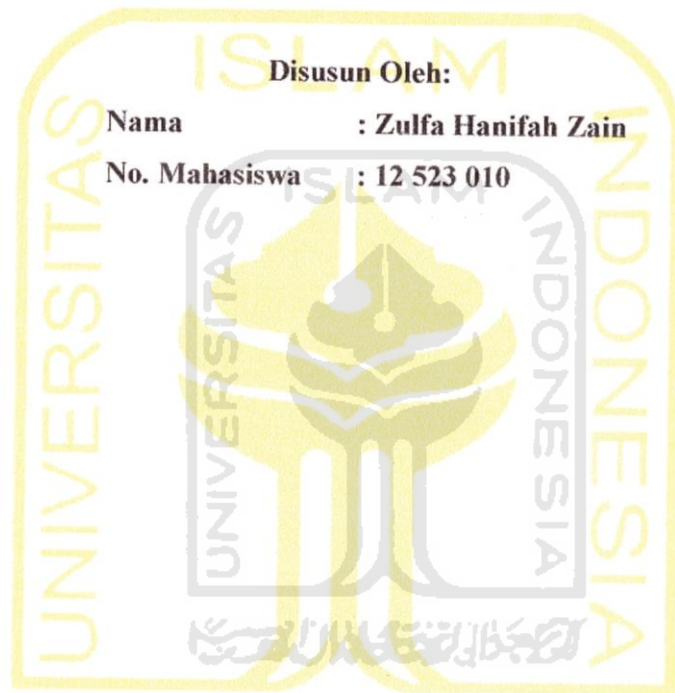 Disusun Oleh:
Nama : Zulfa Hanifah Zain
No. Mahasiswa : 12 523 010
ISLAM
UNIVERSITAS
INDONESIA
ISLAM
UNIVERSITAS
INDONESIA